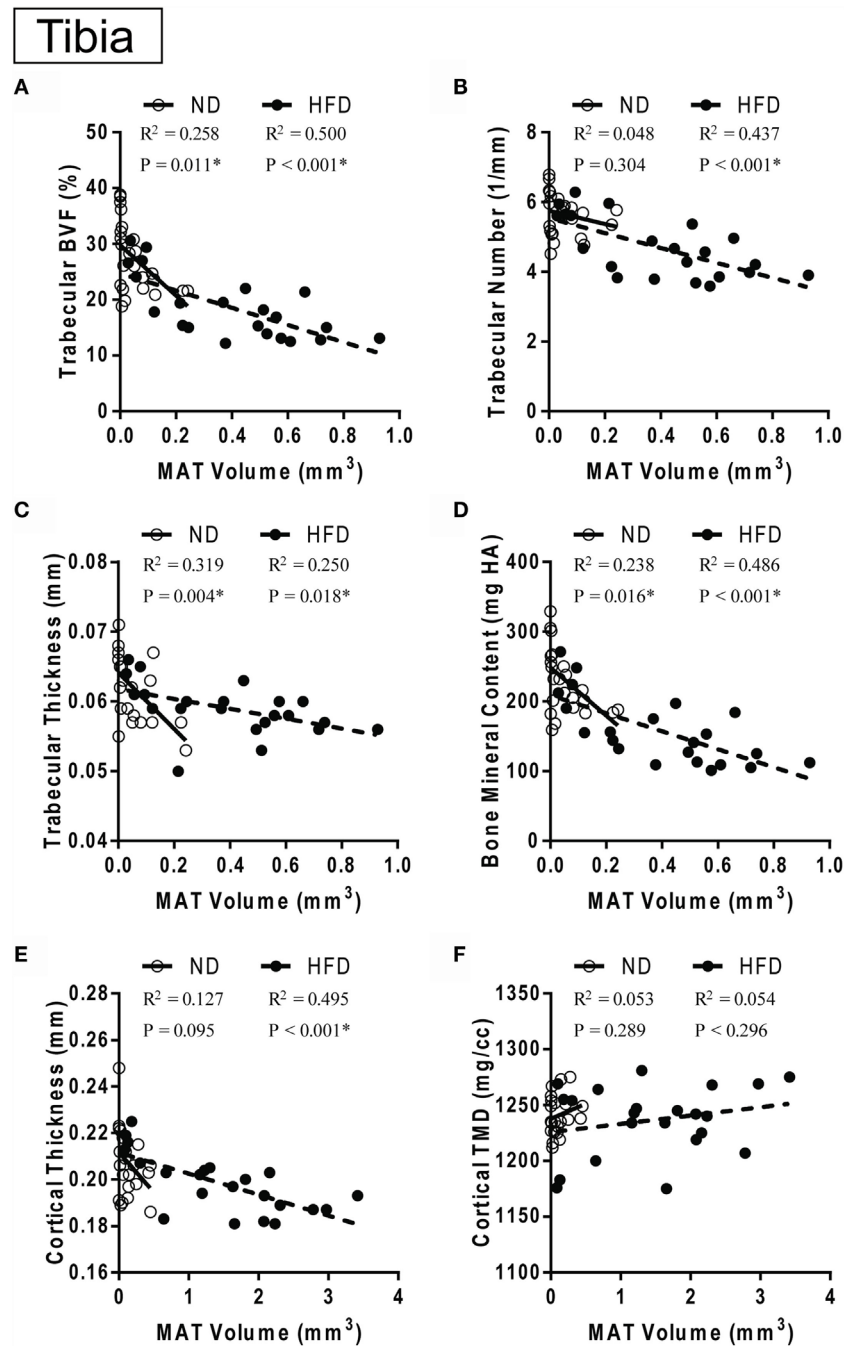 Tibia
A
ND HFD
R² = 0.258 R² = 0.500
P = 0.011* P < 0.001*
Trabecular BVF (%)
50
40
30
20
10
0
0.0 0.2 0.4 0.6 0.8 1.0
MAT Volume (mm³)
B
ND HFD
R² = 0.048 R² = 0.437
P = 0.304 P < 0.001*
Trabecular Number (1/mm)
8
6
4
2
0
0.0 0.2 0.4 0.6 0.8 1.0
MAT Volume (mm³)
C
ND HFD
R² = 0.319 R² = 0.250
P = 0.004* P = 0.018*
Trabecular Thickness (mm)
0.08
0.07
0.06
0.05
0.04
0.0 0.2 0.4 0.6 0.8 1.0
MAT Volume (mm³)
D
ND HFD
R² = 0.238 R² = 0.486
P = 0.016* P < 0.001*
Bone Mineral Content (mg HA)
400
300
200
100
0
0.0 0.2 0.4 0.6 0.8 1.0
MAT Volume (mm³)
E
ND HFD
R² = 0.127 R² = 0.495
P = 0.095 P < 0.001*
Cortical Thickness (mm)
0.28
0.26
0.24
0.22
0.20
0.18
0.16
0 1 2 3 4
MAT Volume (mm³)
F
ND HFD
R² = 0.053 R² = 0.054
P = 0.289 P < 0.296
Cortical TMD (mg/cc)
1350
1300
1250
1200
1150
1100
0 1 2 3 4
MAT Volume (mm³)